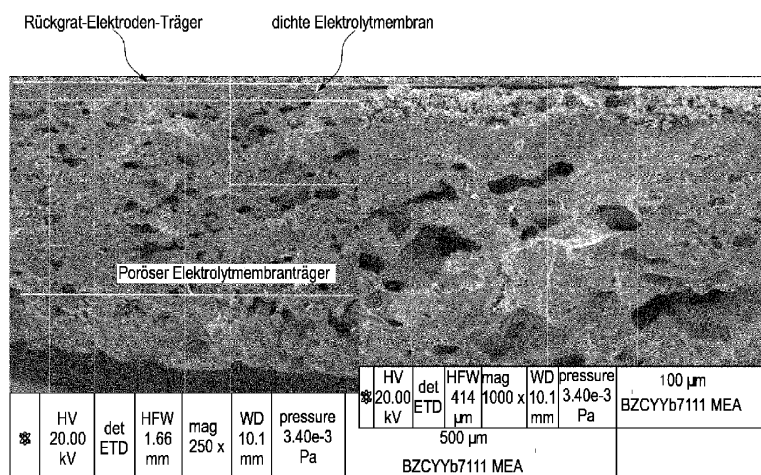 Rückgrat-Elektroden-Träger
dichte Elektrolytmembran
Poröser Elektrolytmembranträger
HV 20.00 kV det ETD HFW 1.66 mm mag 250 x WD 10.1 mm pressure 3.40e-3 Pa
500 µm
BZCYYb7111 MEA
HV 20.00 kV det ETD HFW 414 µm mag 1000 x WD 10.1 mm pressure 3.40e-3 Pa
100 µm
BZCYYb7111 MEA